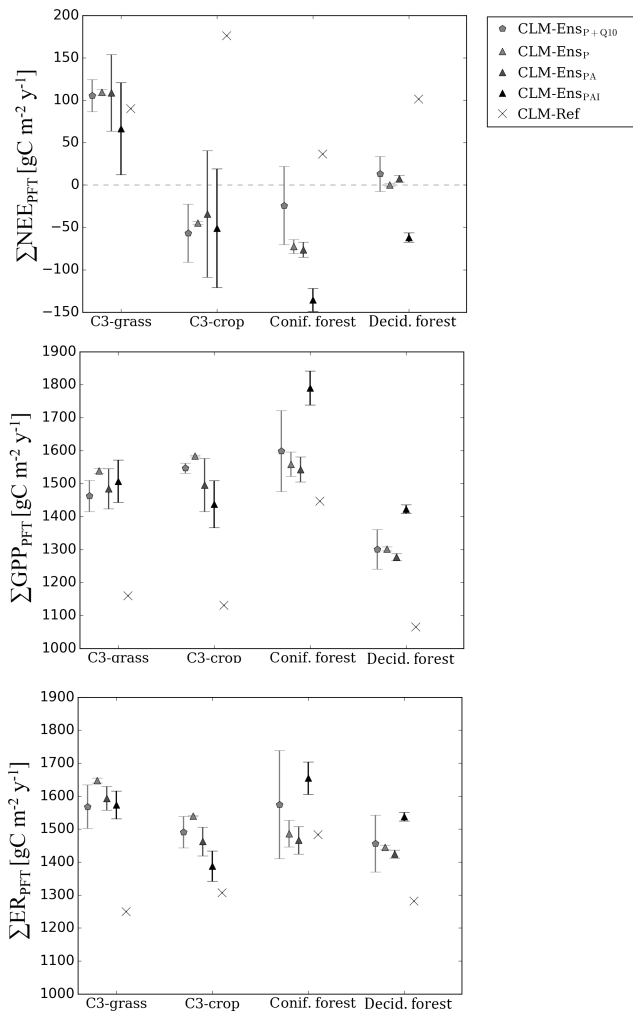 200
150
100
50
0
−50
−100
−150
∑NEE_PFT [gC m⁻² y⁻¹]
C3-grass C3-crop Conif. forest Decid. forest
CLM-Ens_P+Q10
CLM-Ens_P
CLM-Ens_PA
CLM-Ens_PAI
CLM-Ref
1900
1800
1700
1600
1500
1400
1300
1200
1100
1000
∑GPP_PFT [gC m⁻² y⁻¹]
C3-grass C3-crop Conif. forest Decid. forest
1900
1800
1700
1600
1500
1400
1300
1200
1100
1000
∑ER_PFT [gC m⁻² y⁻¹]
C3-grass C3-crop Conif. forest Decid. forest